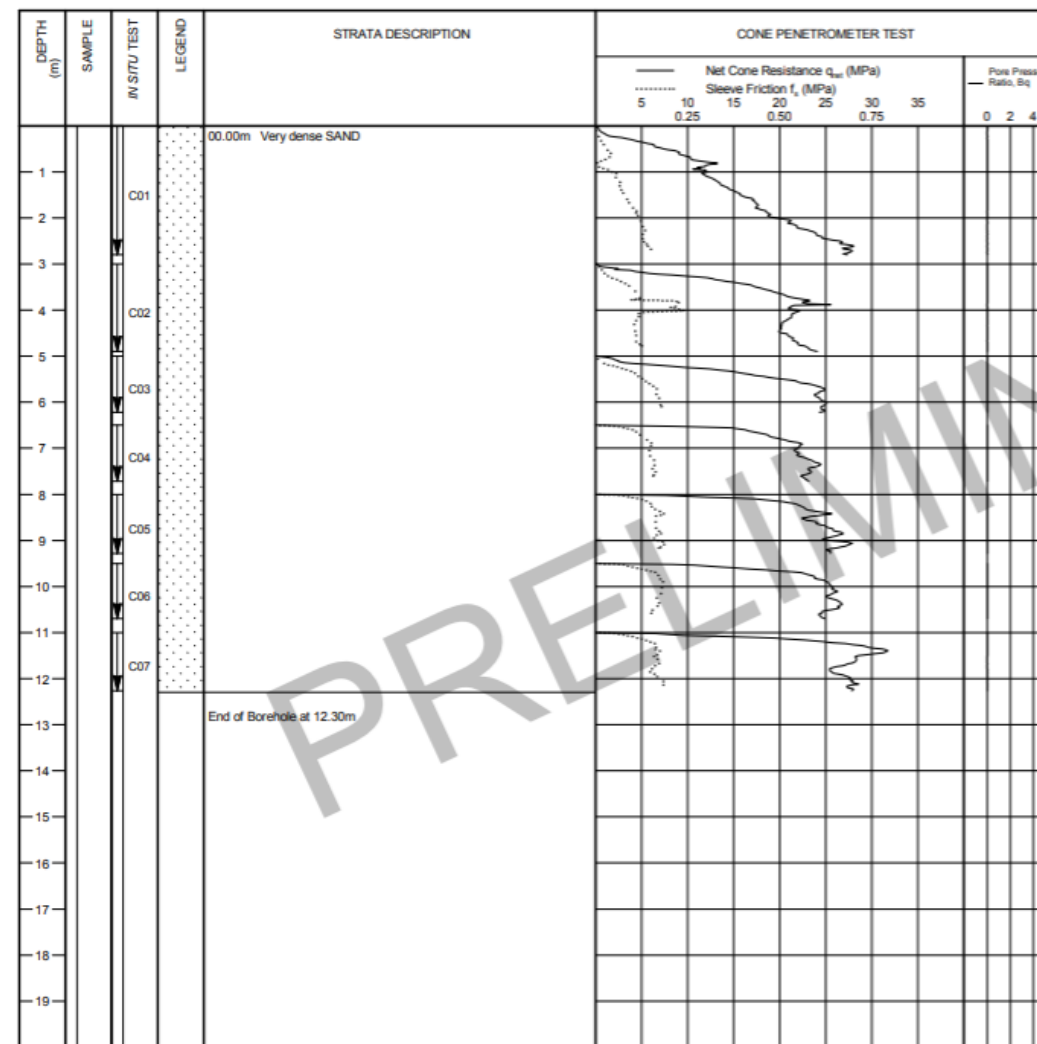 DEPTH
(m)
SAMPLE
IN SITU TEST
LEGEND
STRATA DESCRIPTION
CONE PENETROMETER TEST
Net Cone Resistance qnet (MPa)
Sleeve Friction fs (MPa)
5 10 15 20 25 30 35
0.25 0.50 0.75
Pore Press
Ratio, Bq
0 2 4
00.00m Very dense SAND
1
C01
2
3
4
C02
5
C03
6
7
C04
8
C05
9
10
C06
11
C07
12
End of Borehole at 12.30m
13
14
15
16
17
18
19
PRELIMIN